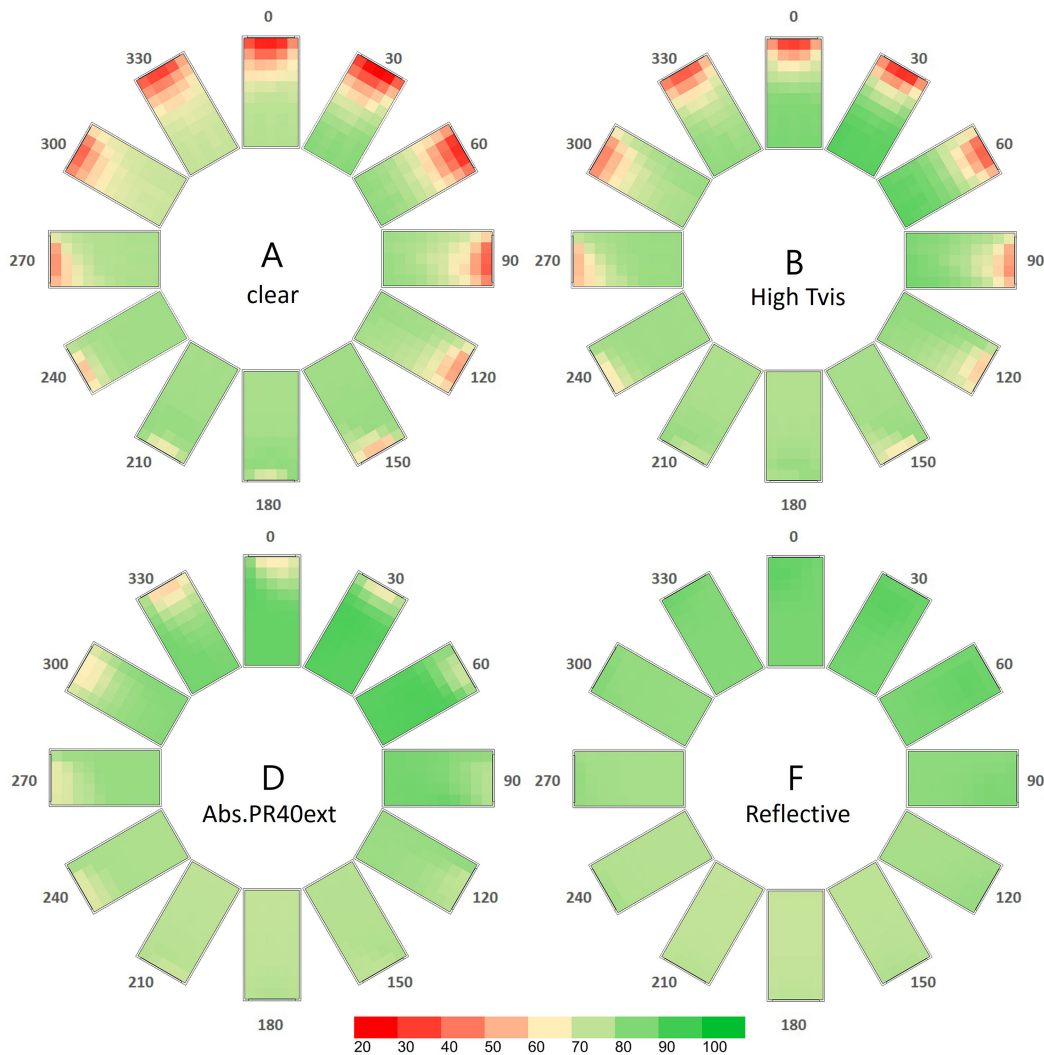 0 0
330 30 330 30
300 60 300 60
270 A 90 270 B 90
clear High Tvis
240 120 240 120
210 150 210 150
180 180
0 0
330 30 330 30
300 60 300 60
270 D 90 270 F 90
Abs.PR40ext Reflective
240 120 240 120
210 150 210 150
180 180
20 30 40 50 60 70 80 90 100